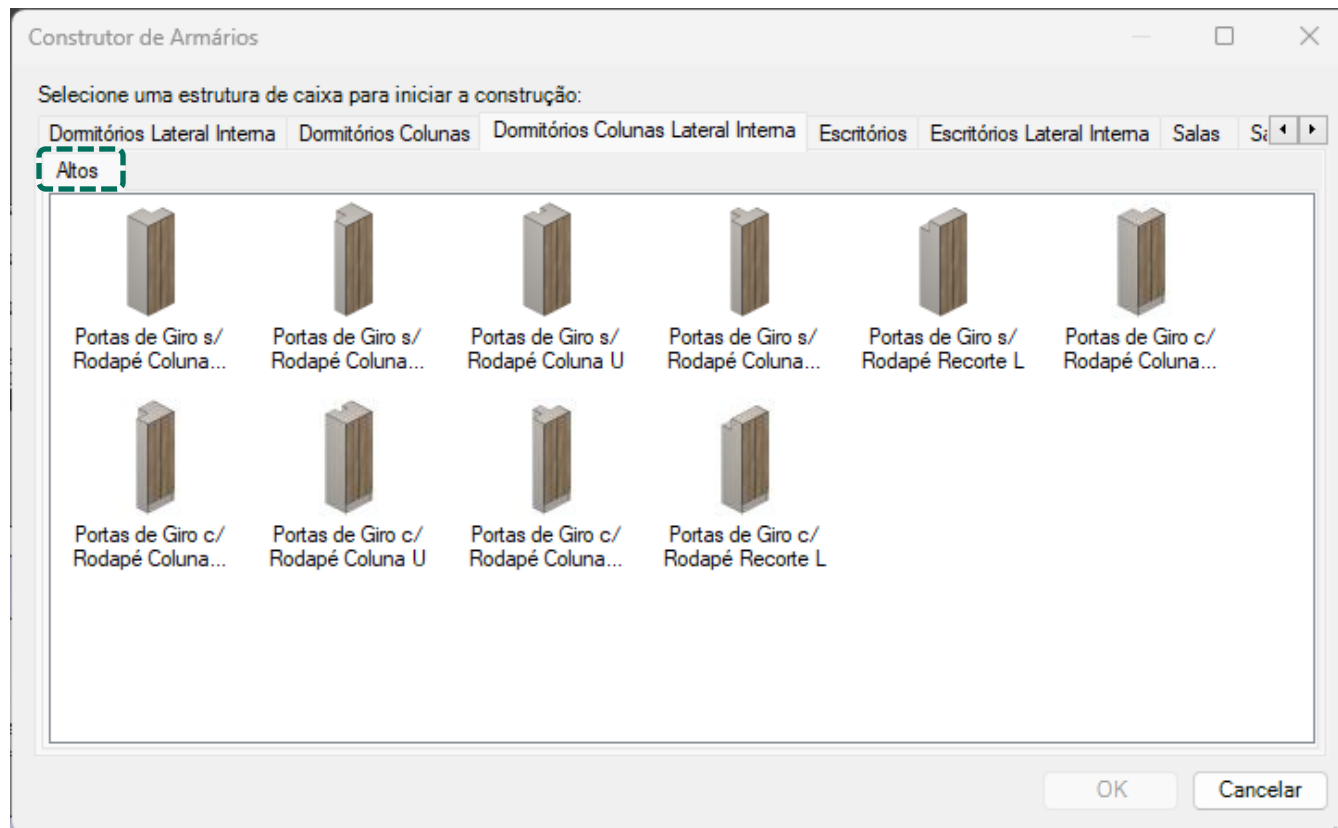 Construtor de Armários
Selecione uma estrutura de caixa para iniciar a construção:
Dormitórios Lateral Interna Dormitórios Colunas Dormitórios Colunas Lateral Interna Escritórios Escritórios Lateral Interna Salas
Altos
Portas de Giro s/ Portas de Giro s/ Portas de Giro s/ Portas de Giro s/ Portas de Giro s/ Portas de Giro c/
Rodapé Coluna... Rodapé Coluna... Rodapé Coluna U Rodapé Coluna... Rodapé Recorte L Rodapé Coluna...
Portas de Giro c/ Portas de Giro c/ Portas de Giro c/ Portas de Giro c/
Rodapé Coluna... Rodapé Coluna U Rodapé Coluna... Rodapé Recorte L
OK Cancelar